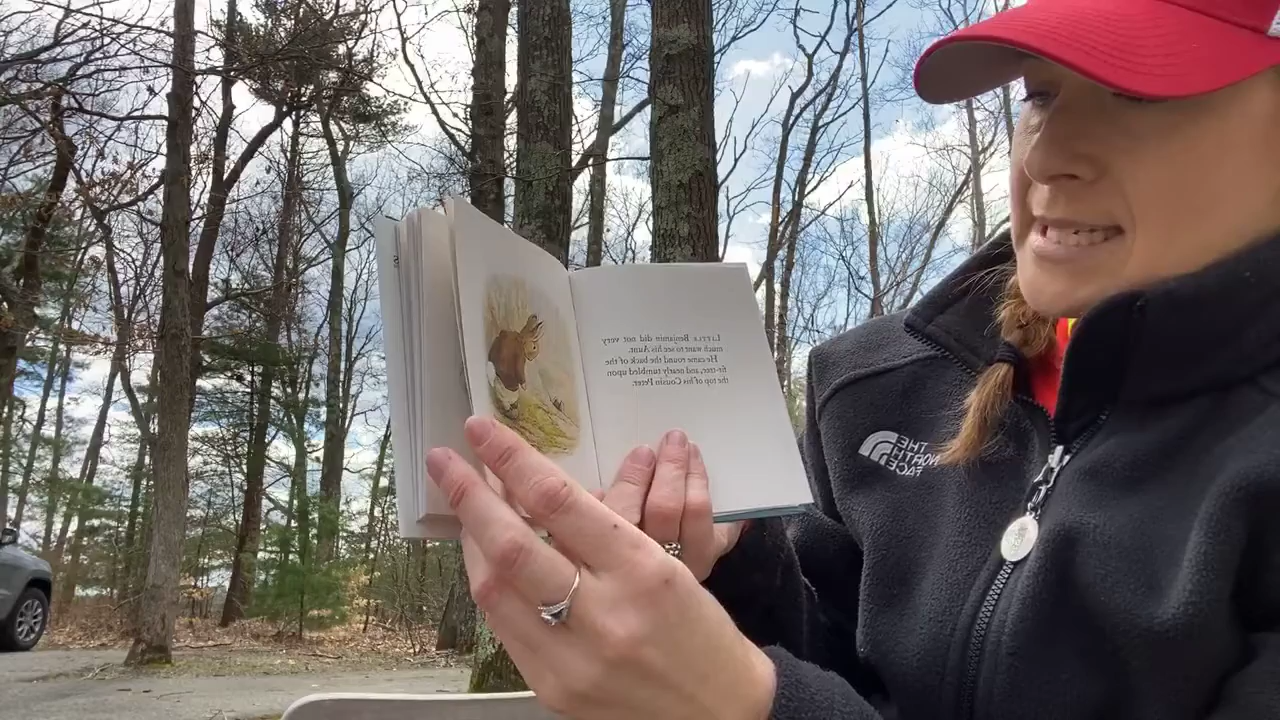 LITTLE Benjamin did not very
much want to see his Aunt.
He came round the back of the
fir-tree, and nearly tumbled upon
the top of his Cousin Peter.
THE
NORTH
FACE